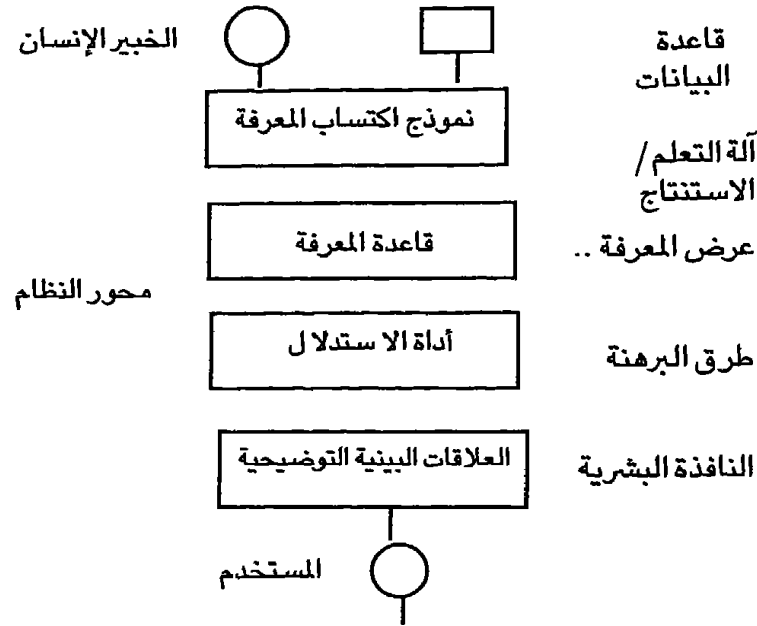 الخبير الإنسان
قاعدة
البيانات
نموذج اكتساب المعرفة
آلة التعلم/
الاستنتاج
قاعدة المعرفة
عرض المعرفة ..
محور النظام
أداة الا ستدلا ل
طرق البرهنة
العلاقات البينية التوضيحية
النافذة البشرية
المستخدم